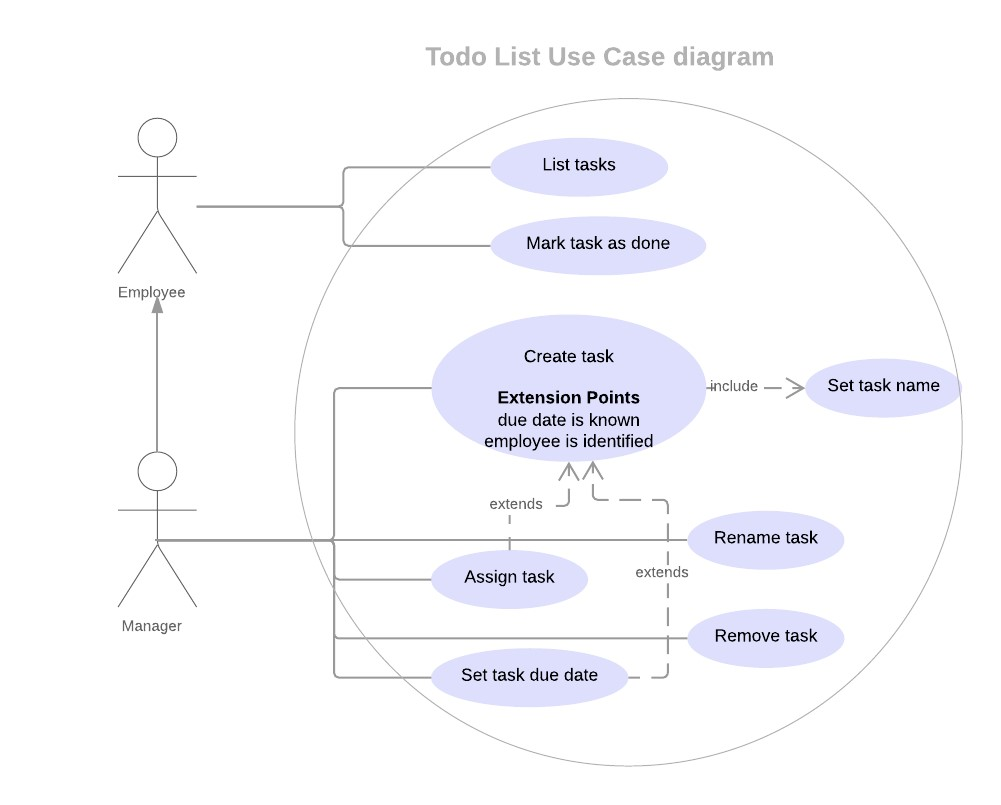 Todo List Use Case diagram
List tasks
Mark task as done
Employee
Create task
Extension Points
due date is known
employee is identified
include
Set task name
extends
Rename task
extends
Assign task
Manager
Remove task
Set task due date